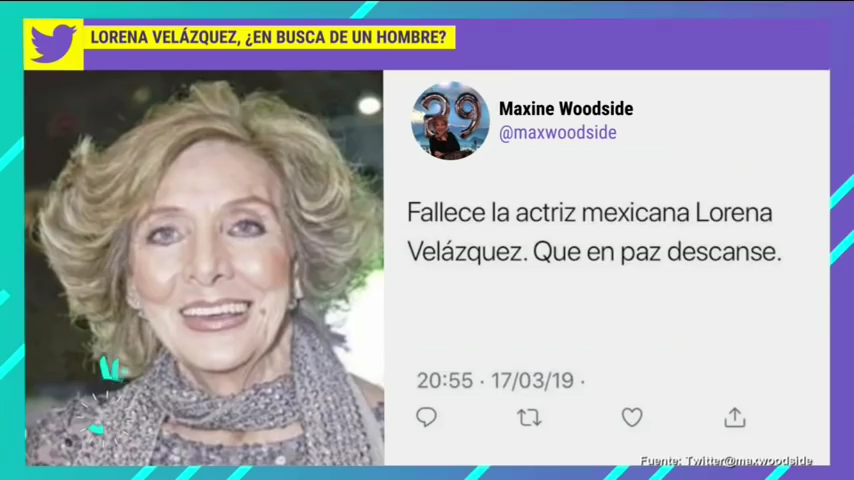 LORENA VELÁZQUEZ, ¿EN BUSCA DE UN HOMBRE?
29
Maxine Woodside
@maxwoodside
Fallece la actriz mexicana Lorena
Velázquez. Que en paz descanse.
20:55 · 17/03/19 ·
Fuente: Twitter@maxwoodside